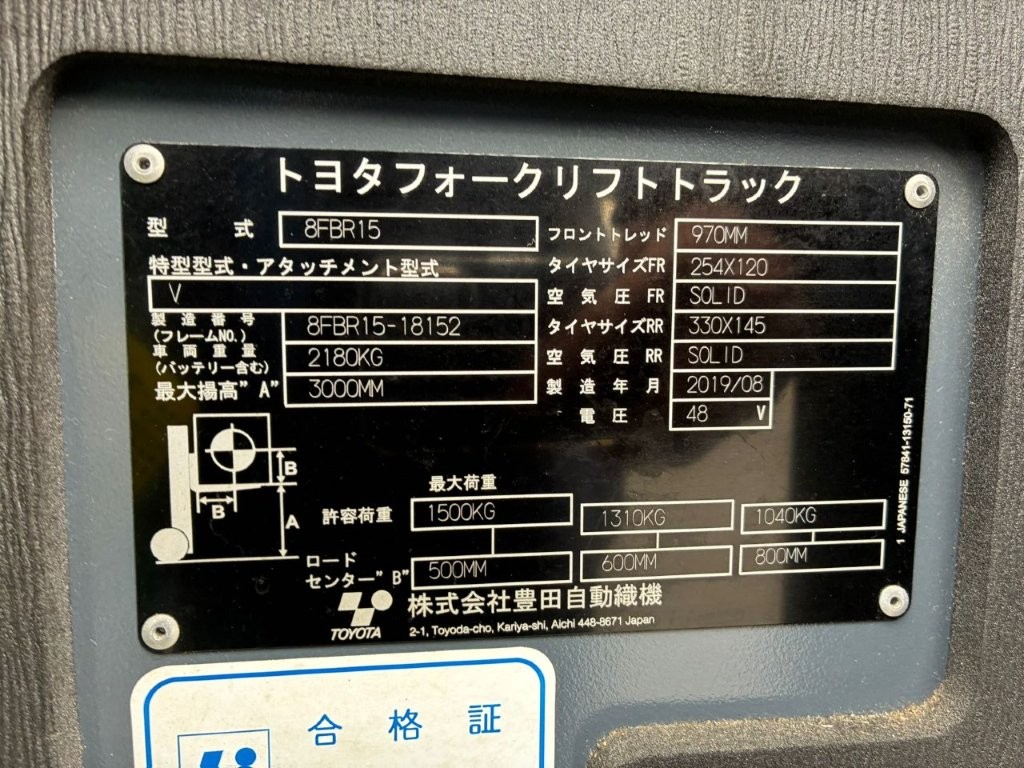 トヨタフォークリフトトラック
型式 8FBR15
特型型式・アタッチメント型式
V
製造番号
(フレームNO.) 8FBR15-18152
車両重量
(バッテリー含む) 2180KG
最大揚高"A" 3000MM
フロントトレッド 970MM
タイヤサイズFR 254X120
空気圧FR SOLID
タイヤサイズRR 330X145
空気圧RR SOLID
製造年月 2019/08
電圧 48 V
B
B
A
最大荷重
許容荷重 1500KG 1310KG 1040KG
ロード
センター"B" 500MM 600MM 800MM
TOYOTA
株式会社豊田自動織機
2-1, Toyoda-cho, Kariya-shi, Aichi 448-8671 Japan
1 JAPANESE 57841-13150-71
合格証